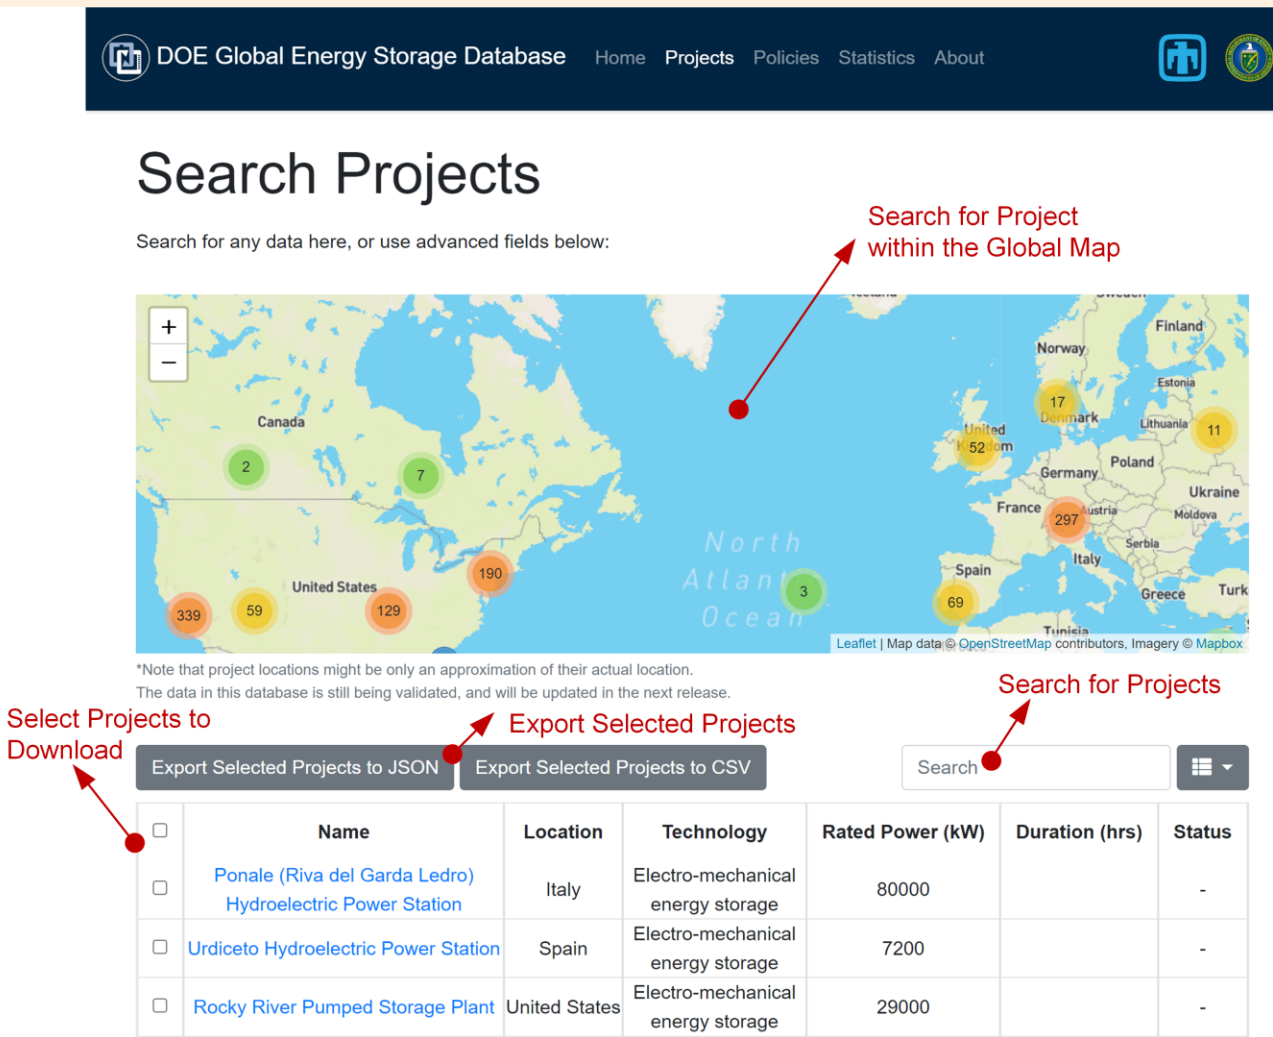 DOE Global Energy Storage Database Home Projects Policies Statistics About
Search Projects
Search for Project
within the Global Map
Search for any data here, or use advanced fields below:
+
−
Sweden
Finland
Norway
Estonia
17
Denmark
Lithuania
11
Canada
United
Kingdom
52
2
7
Germany
Poland
Ukraine
France
297
Austria
Moldova
Serbia
North
Atlantic
Ocean
190
Italy
United States
Spain
339
59
129
3
69
Greece
Turk
Tunisia
Leaflet | Map data © OpenStreetMap contributors, Imagery © Mapbox
*Note that project locations might be only an approximation of their actual location.
The data in this database is still being validated, and will be updated in the next release.
Search for Projects
Select Projects to
Download
Export Selected Projects
Export Selected Projects to JSON Export Selected Projects to CSV Search
Name Location Technology Rated Power (kW) Duration (hrs) Status
Ponale (Riva del Garda Ledro)
Hydroelectric Power Station
Italy
Electro-mechanical
energy storage
80000 -
Urdiceto Hydroelectric Power Station
Spain
Electro-mechanical
energy storage
7200 -
Rocky River Pumped Storage Plant
United States
Electro-mechanical
energy storage
29000 -